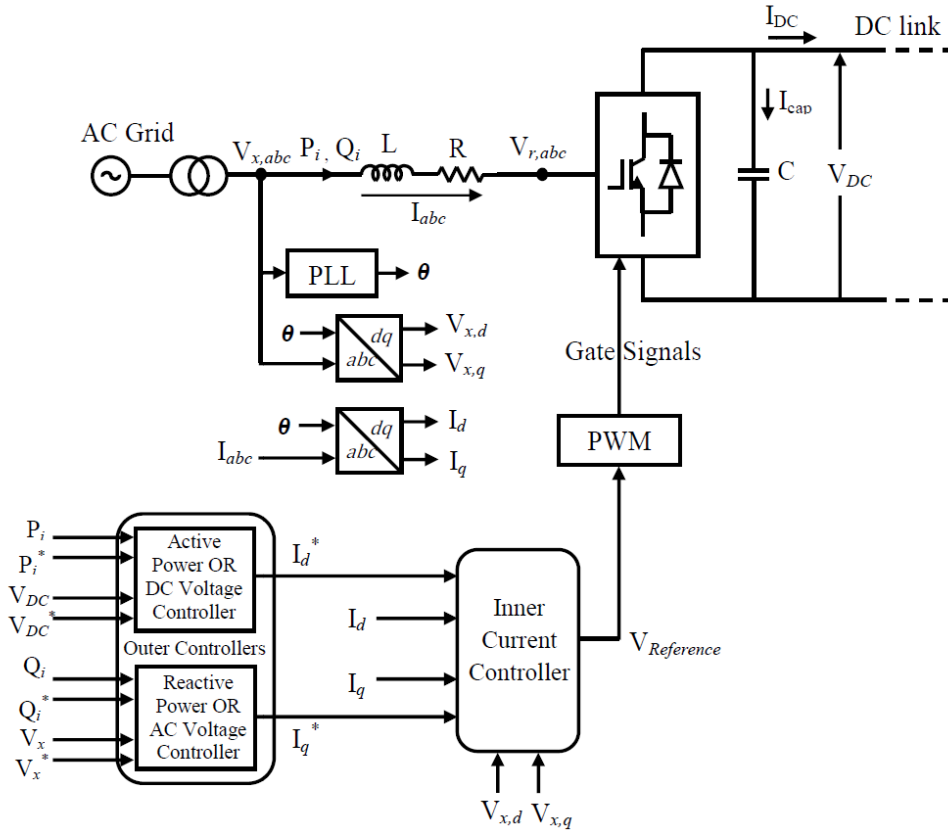 I_DC
DC link
I_cap
AC Grid
V_x,abc
P_i , Q_i
L
R
V_r,abc
C
V_DC
I_abc
PLL
θ
θ
dq
abc
V_x,d
V_x,q
Gate Signals
θ
dq
abc
I_d
I_abc
I_q
PWM
P_i
P_i^*
V_DC
V_DC^*
Active
Power OR
DC Voltage
Controller
I_d^*
Outer Controllers
Q_i
Q_i^*
V_x
V_x^*
Reactive
Power OR
AC Voltage
Controller
I_q^*
I_d
I_q
Inner
Current
Controller
V_Reference
V_x,d
V_x,q